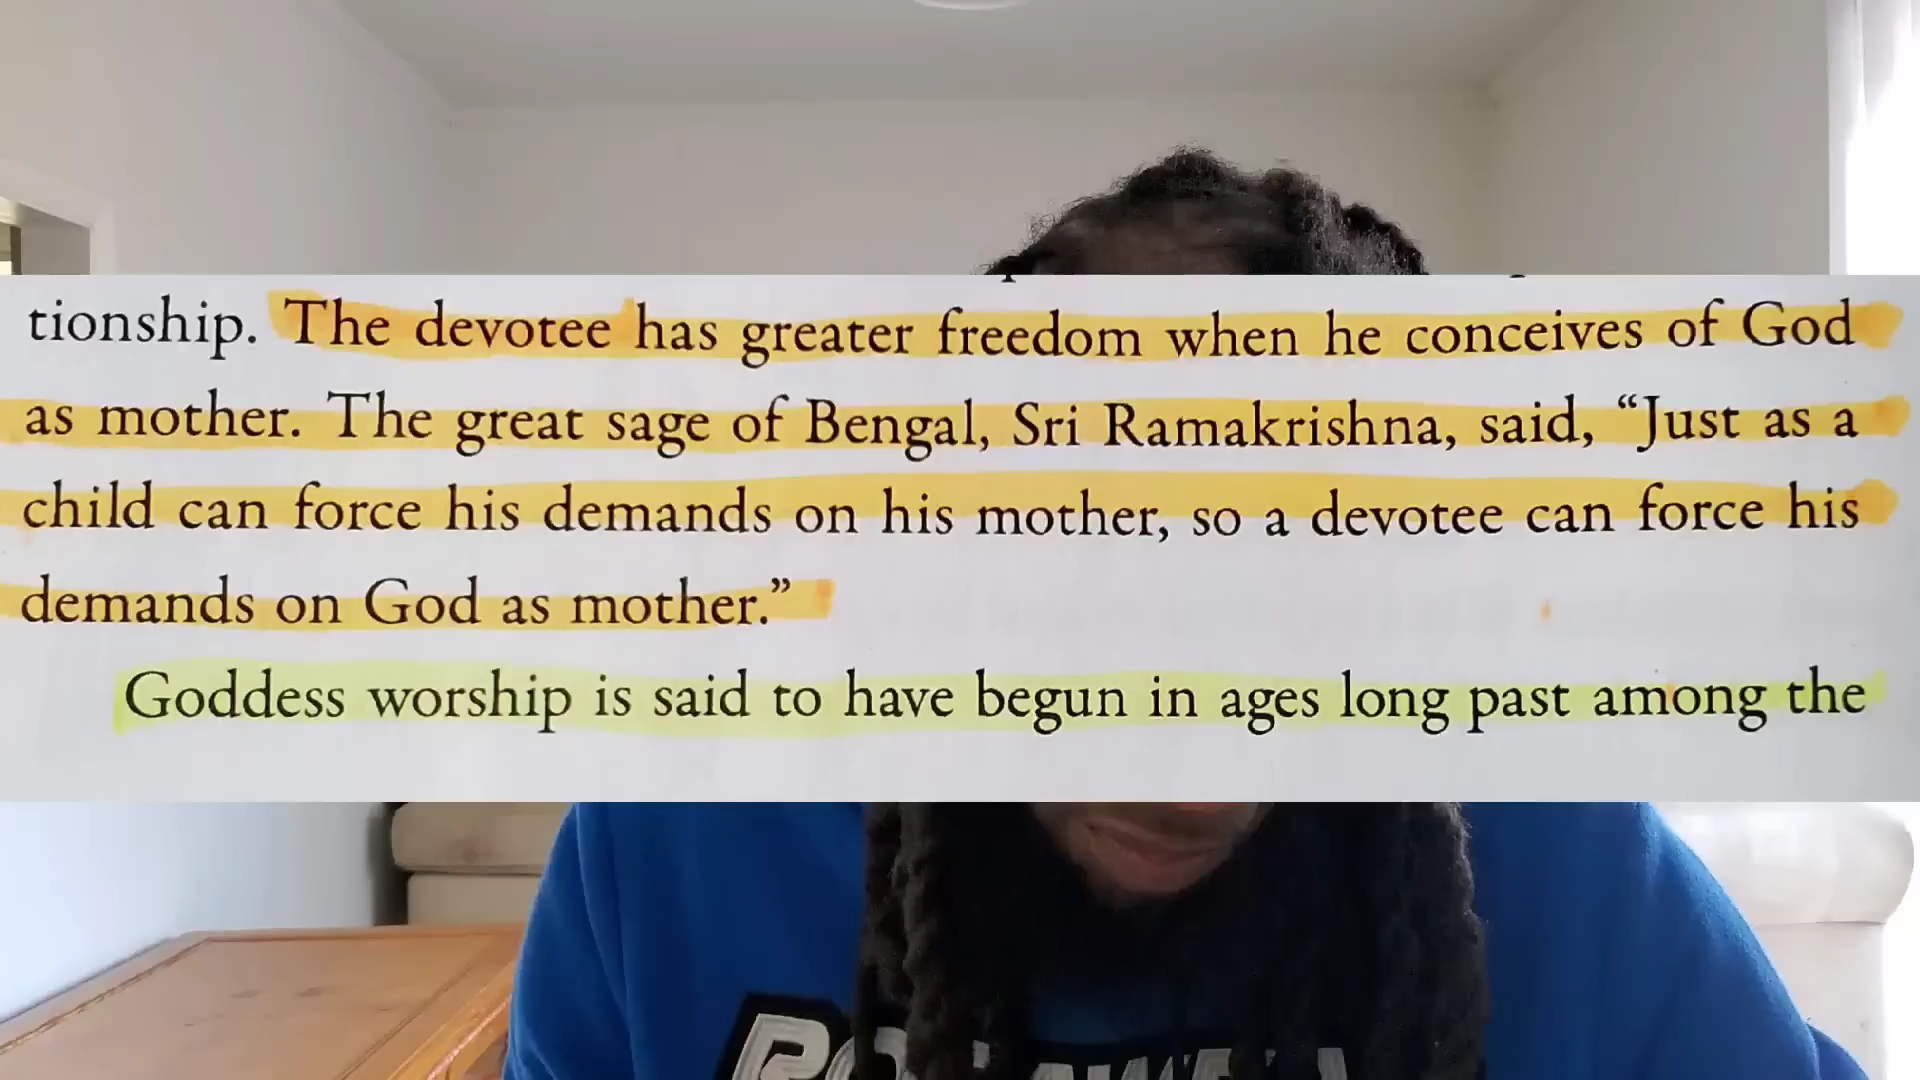 tionship. The devotee has greater freedom when he conceives of God
as mother. The great sage of Bengal, Sri Ramakrishna, said, “Just as a
child can force his demands on his mother, so a devotee can force his
demands on God as mother.”
Goddess worship is said to have begun in ages long past among the